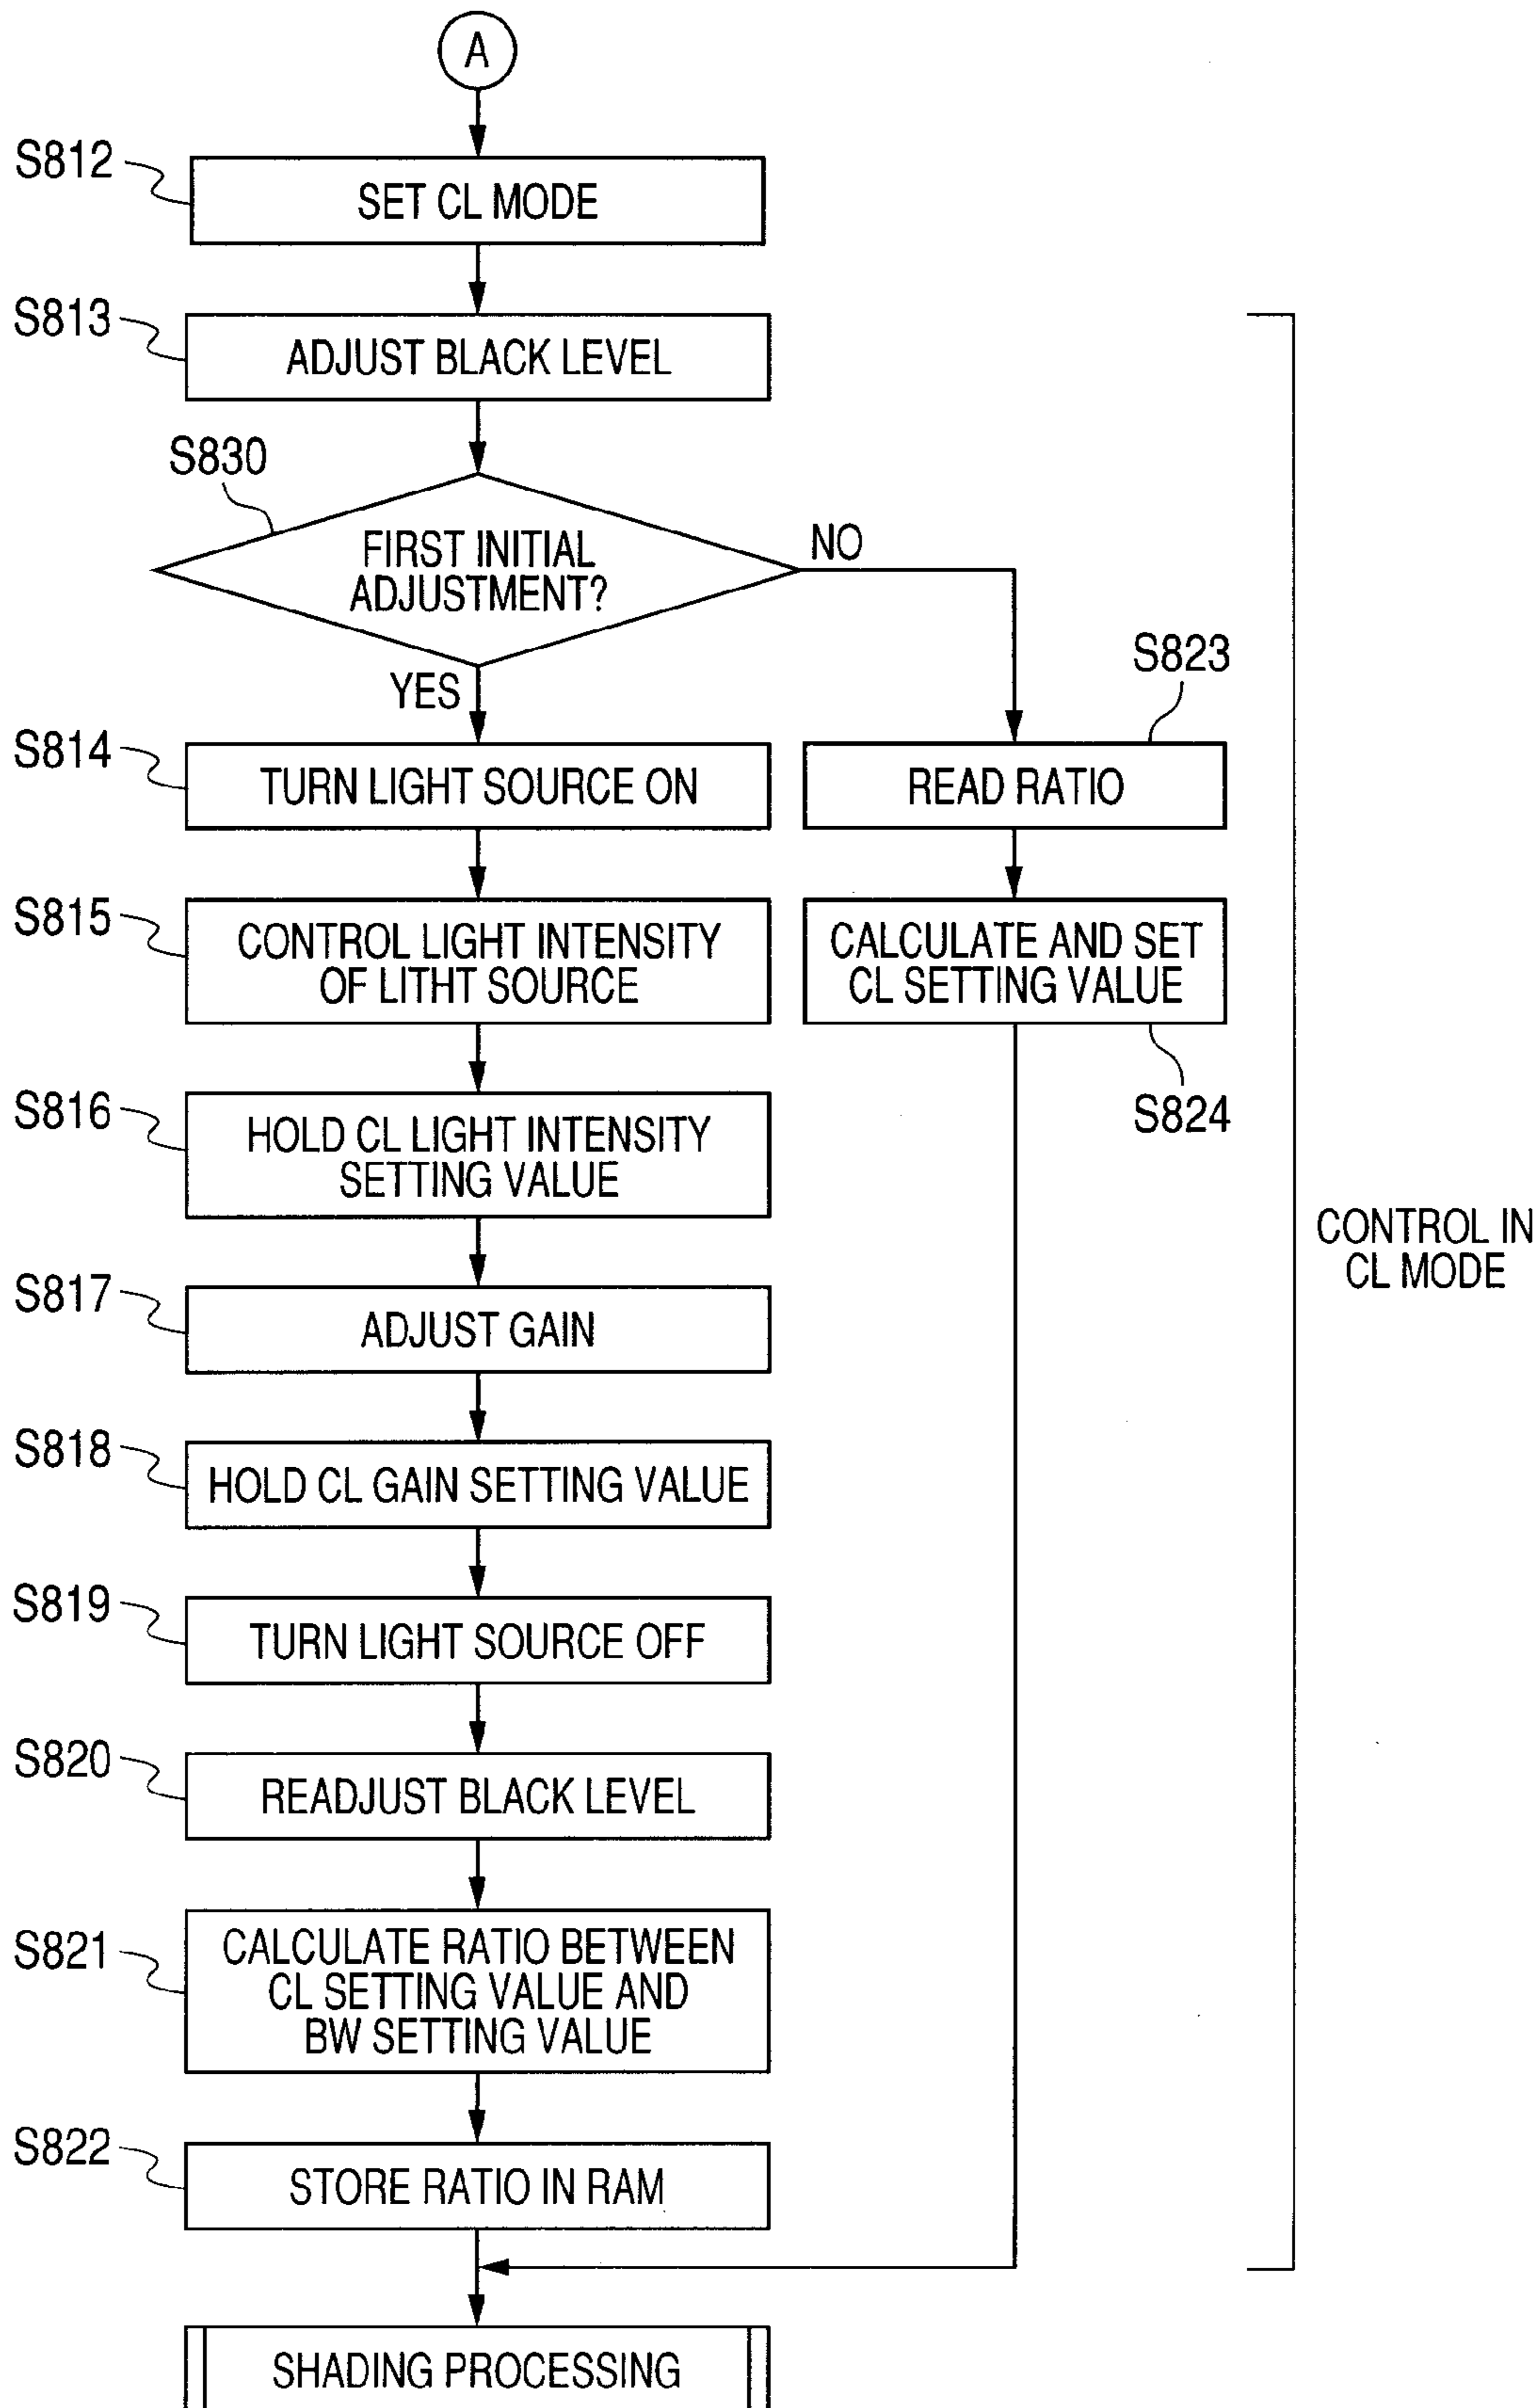 A
S812
SET CL MODE
S813
ADJUST BLACK LEVEL
S830
FIRST INITIAL
ADJUSTMENT?
NO
YES
S823
S814
TURN LIGHT SOURCE ON
READ RATIO
S815
CONTROL LIGHT INTENSITY
OF LITHT SOURCE
CALCULATE AND SET
CL SETTING VALUE
S824
S816
HOLD CL LIGHT INTENSITY
SETTING VALUE
CONTROL IN
CL MODE
S817
ADJUST GAIN
S818
HOLD CL GAIN SETTING VALUE
S819
TURN LIGHT SOURCE OFF
S820
READJUST BLACK LEVEL
S821
CALCULATE RATIO BETWEEN
CL SETTING VALUE AND
BW SETTING VALUE
S822
STORE RATIO IN RAM
SHADING PROCESSING